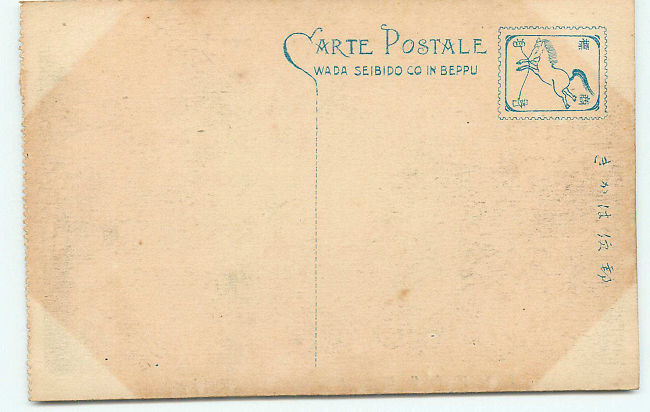 CARTE POSTALE
WADA SEIBIDO CO IN BEPPU
きかは便郵